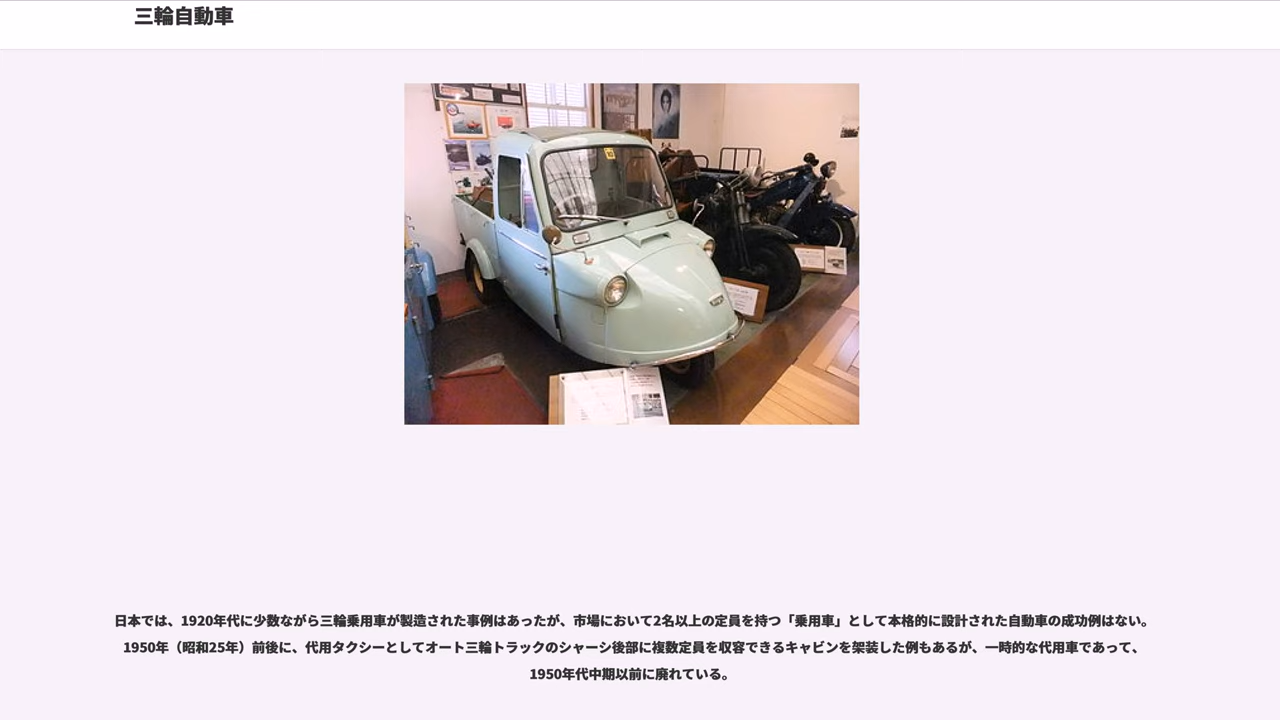 三輪自動車
日本では、1920年代に少数ながら三輪乗用車が製造された事例はあったが、市場において2名以上の定員を持つ「乗用車」として本格的に設計された自動車の成功例はない。
1950年（昭和25年）前後に、代用タクシーとしてオート三輪トラックのシャーシ後部に複数定員を収容できるキャビンを架装した例もあるが、一時的な代用車であって、
1950年代中期以前に廃れている。